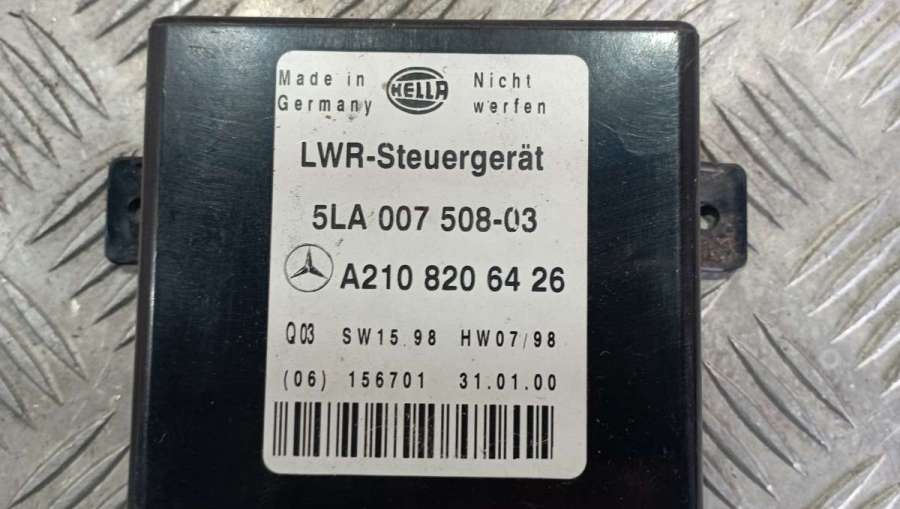 Made in HELLA Nicht
Germany werfen
LWR-Steuergerät
5LA 007 508-03
A210 820 64 26
Q03 SW15.98 HW07/98
(06) 156701 31.01.00